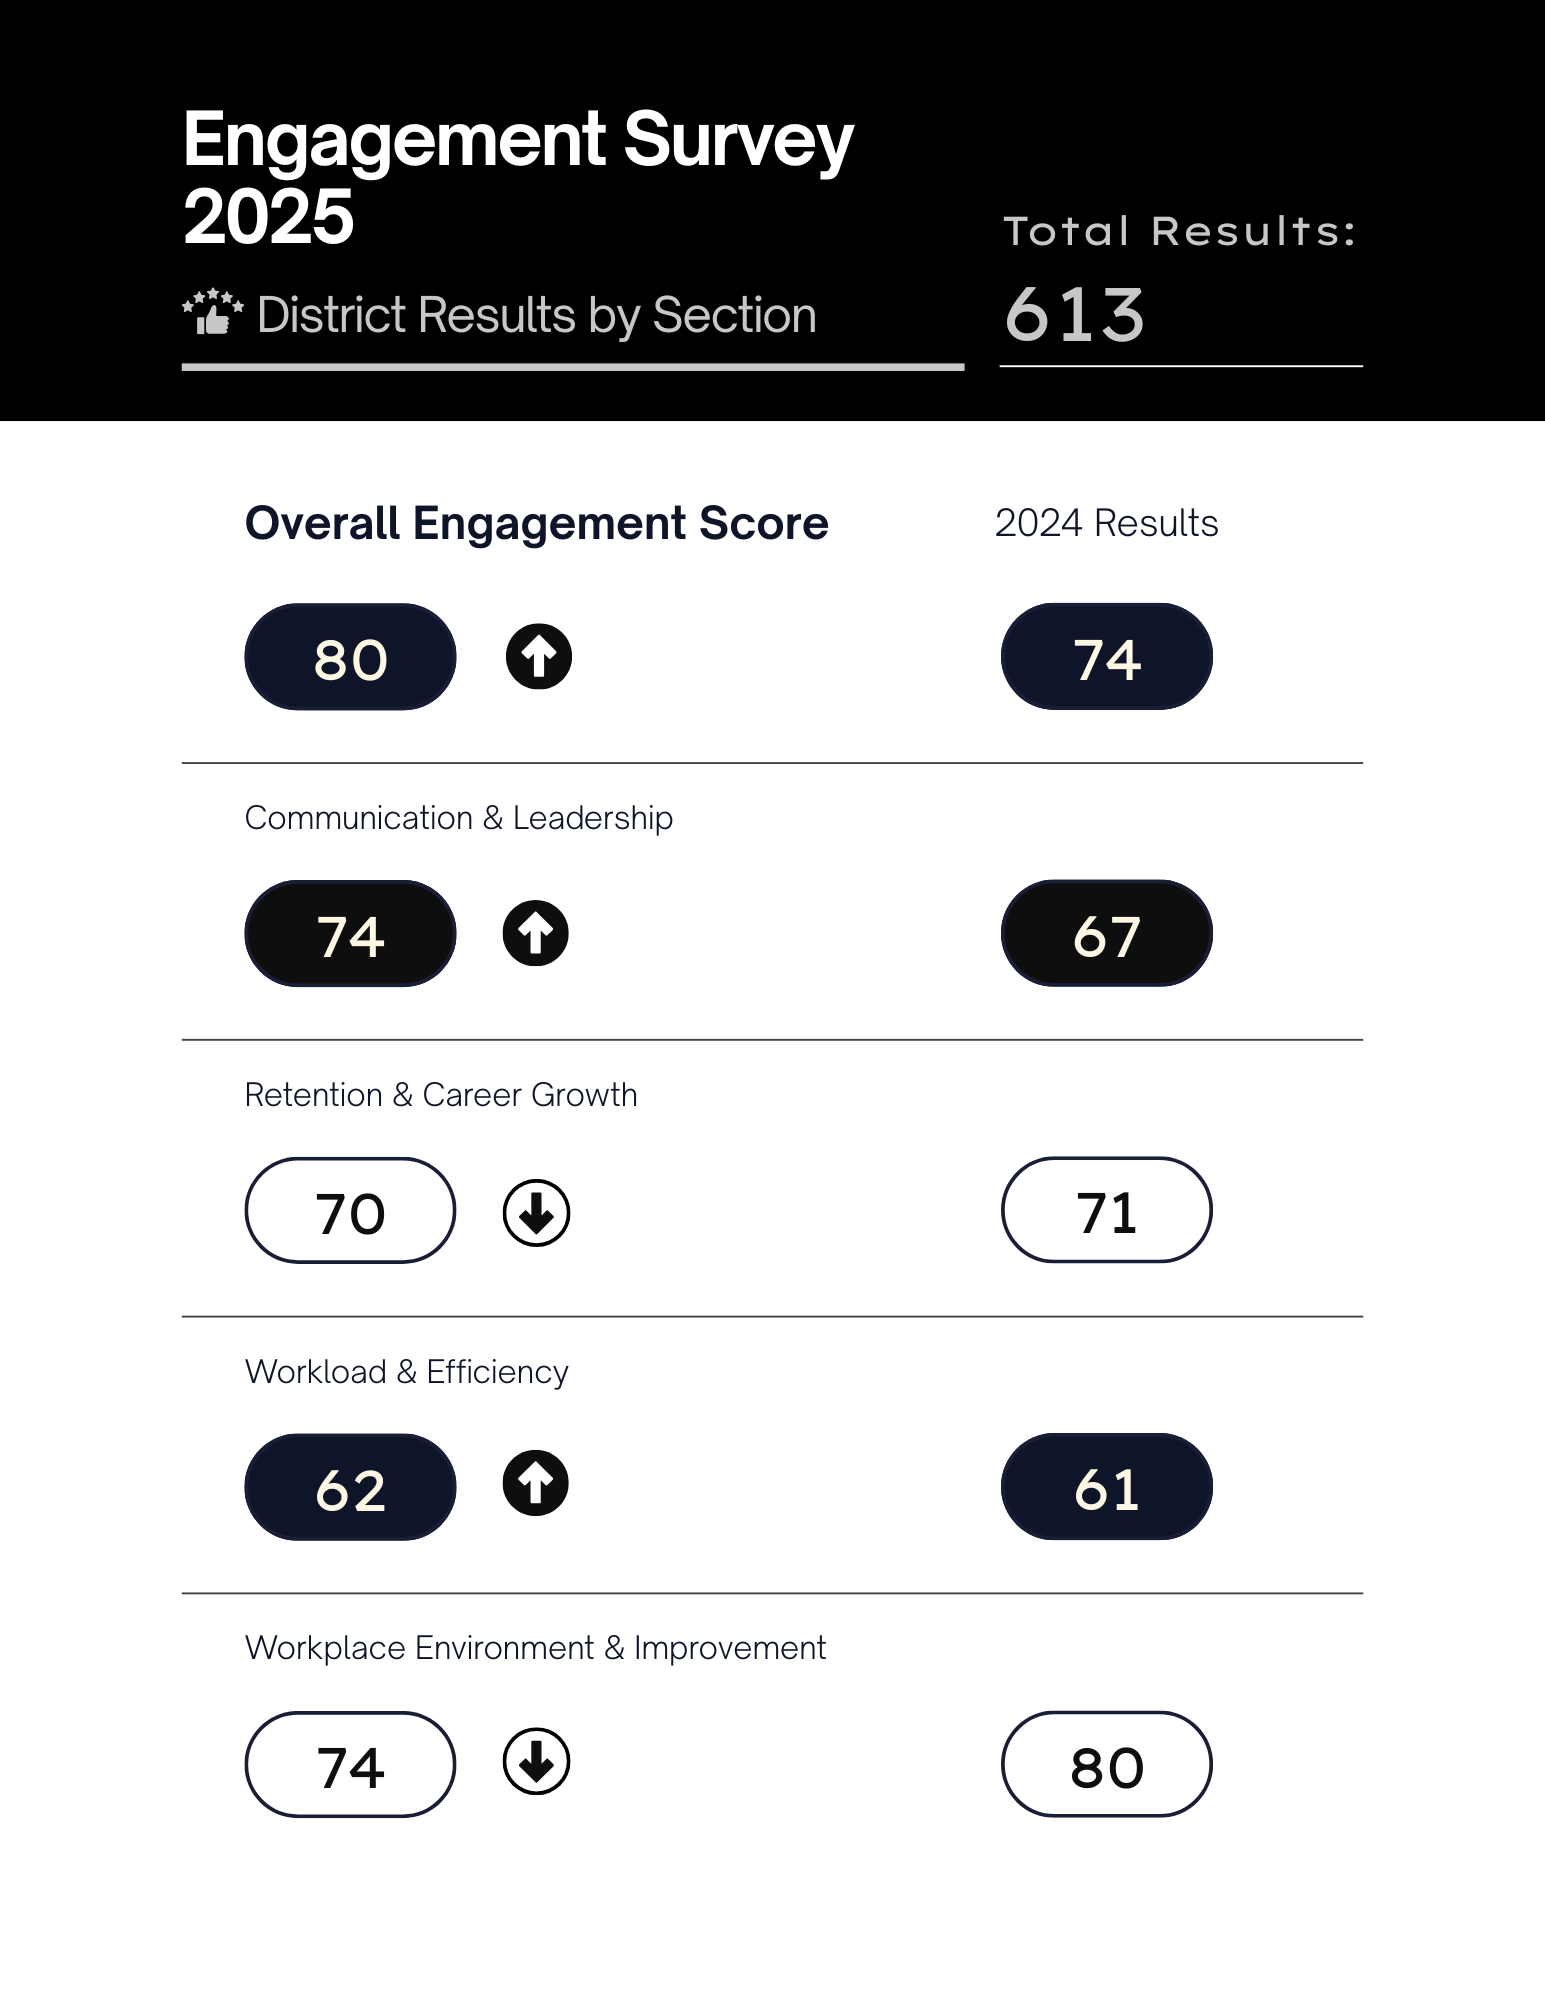 Engagement Survey
2025
District Results by Section
Total Results:
613
Overall Engagement Score
2024 Results
80
74
Communication & Leadership
74
67
Retention & Career Growth
70
71
Workload & Efficiency
62
61
Workplace Environment & Improvement
74
80